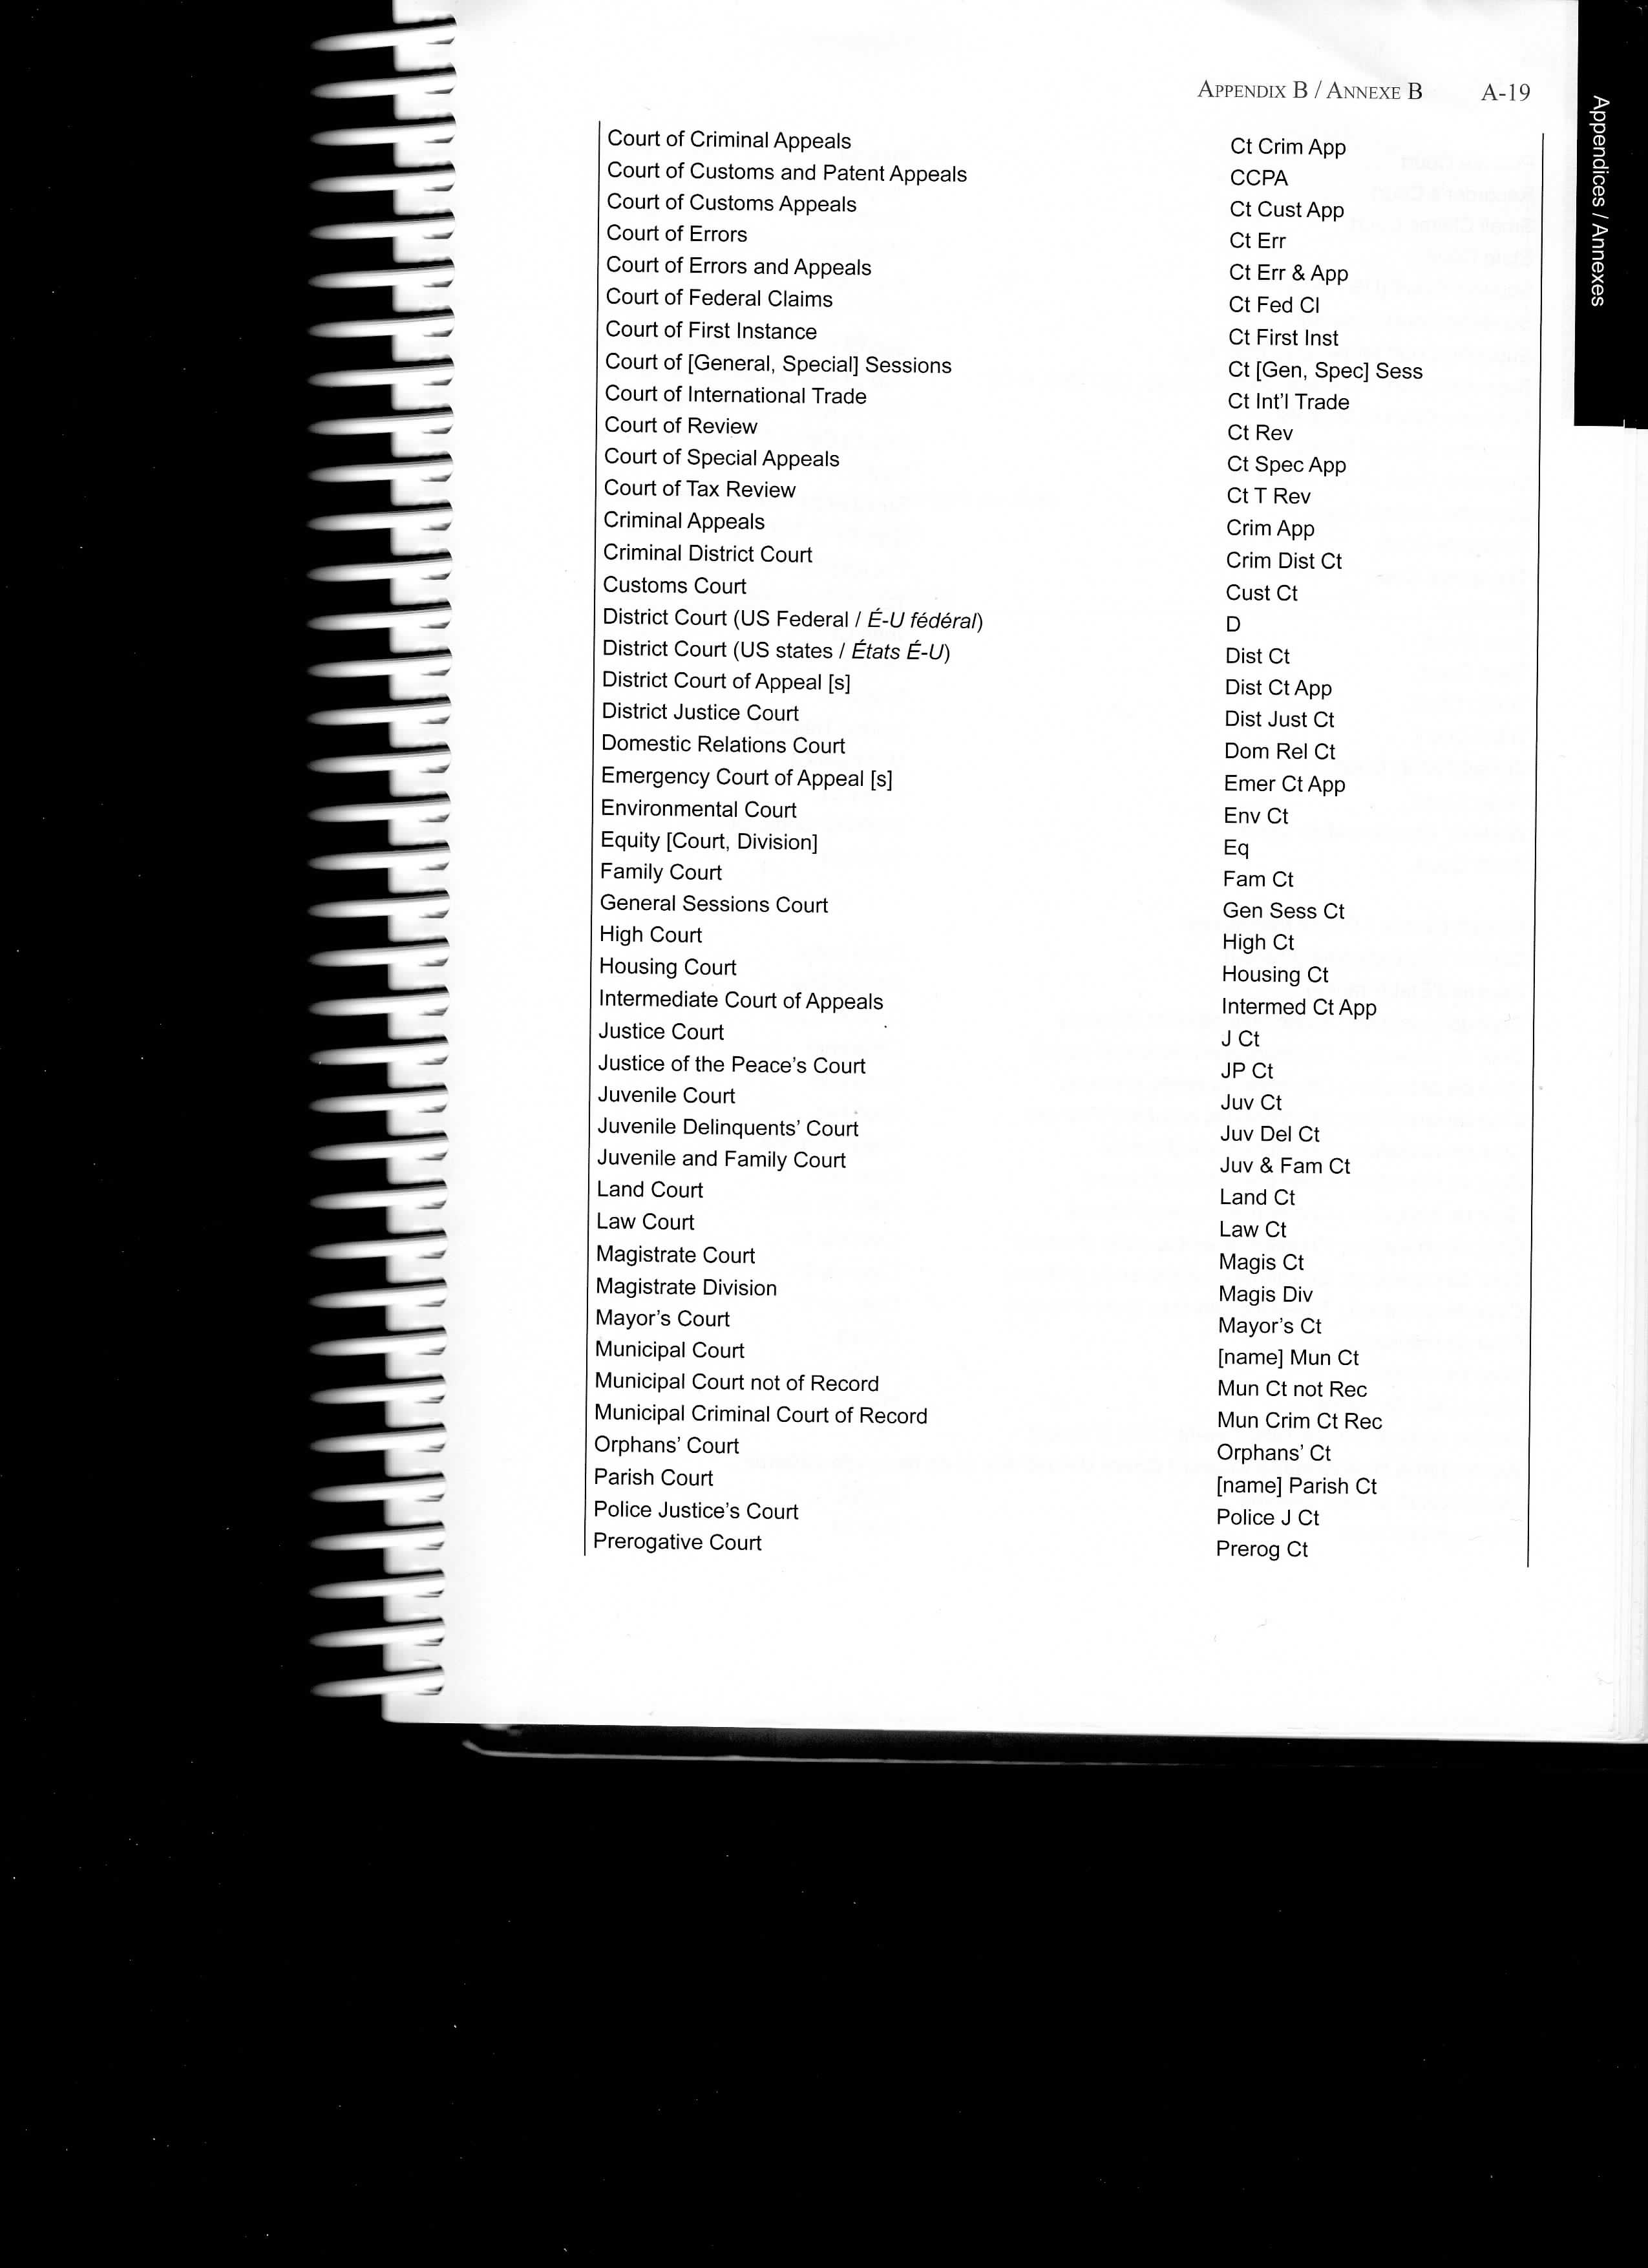 APPENDIX B / ANNEXE B A-19
Appendices / Annexes
Court of Criminal Appeals Ct Crim App
Court of Customs and Patent Appeals CCPA
Court of Customs Appeals Ct Cust App
Court of Errors Ct Err
Court of Errors and Appeals Ct Err & App
Court of Federal Claims Ct Fed Cl
Court of First Instance Ct First Inst
Court of [General, Special] Sessions Ct [Gen, Spec] Sess
Court of International Trade Ct Int'l Trade
Court of Review Ct Rev
Court of Special Appeals Ct Spec App
Court of Tax Review Ct T Rev
Criminal Appeals Crim App
Criminal District Court Crim Dist Ct
Customs Court Cust Ct
District Court (US Federal / É-U fédéral) D
District Court (US states / États É-U) Dist Ct
District Court of Appeal [s] Dist Ct App
District Justice Court Dist Just Ct
Domestic Relations Court Dom Rel Ct
Emergency Court of Appeal [s] Emer Ct App
Environmental Court Env Ct
Equity [Court, Division] Eq
Family Court Fam Ct
General Sessions Court Gen Sess Ct
High Court High Ct
Housing Court Housing Ct
Intermediate Court of Appeals Intermed Ct App
Justice Court J Ct
Justice of the Peace's Court JP Ct
Juvenile Court Juv Ct
Juvenile Delinquents' Court Juv Del Ct
Juvenile and Family Court Juv & Fam Ct
Land Court Land Ct
Law Court Law Ct
Magistrate Court Magis Ct
Magistrate Division Magis Div
Mayor's Court Mayor's Ct
Municipal Court [name] Mun Ct
Municipal Court not of Record Mun Ct not Rec
Municipal Criminal Court of Record Mun Crim Ct Rec
Orphans' Court Orphans' Ct
Parish Court [name] Parish Ct
Police Justice's Court Police J Ct
Prerogative Court Prerog Ct